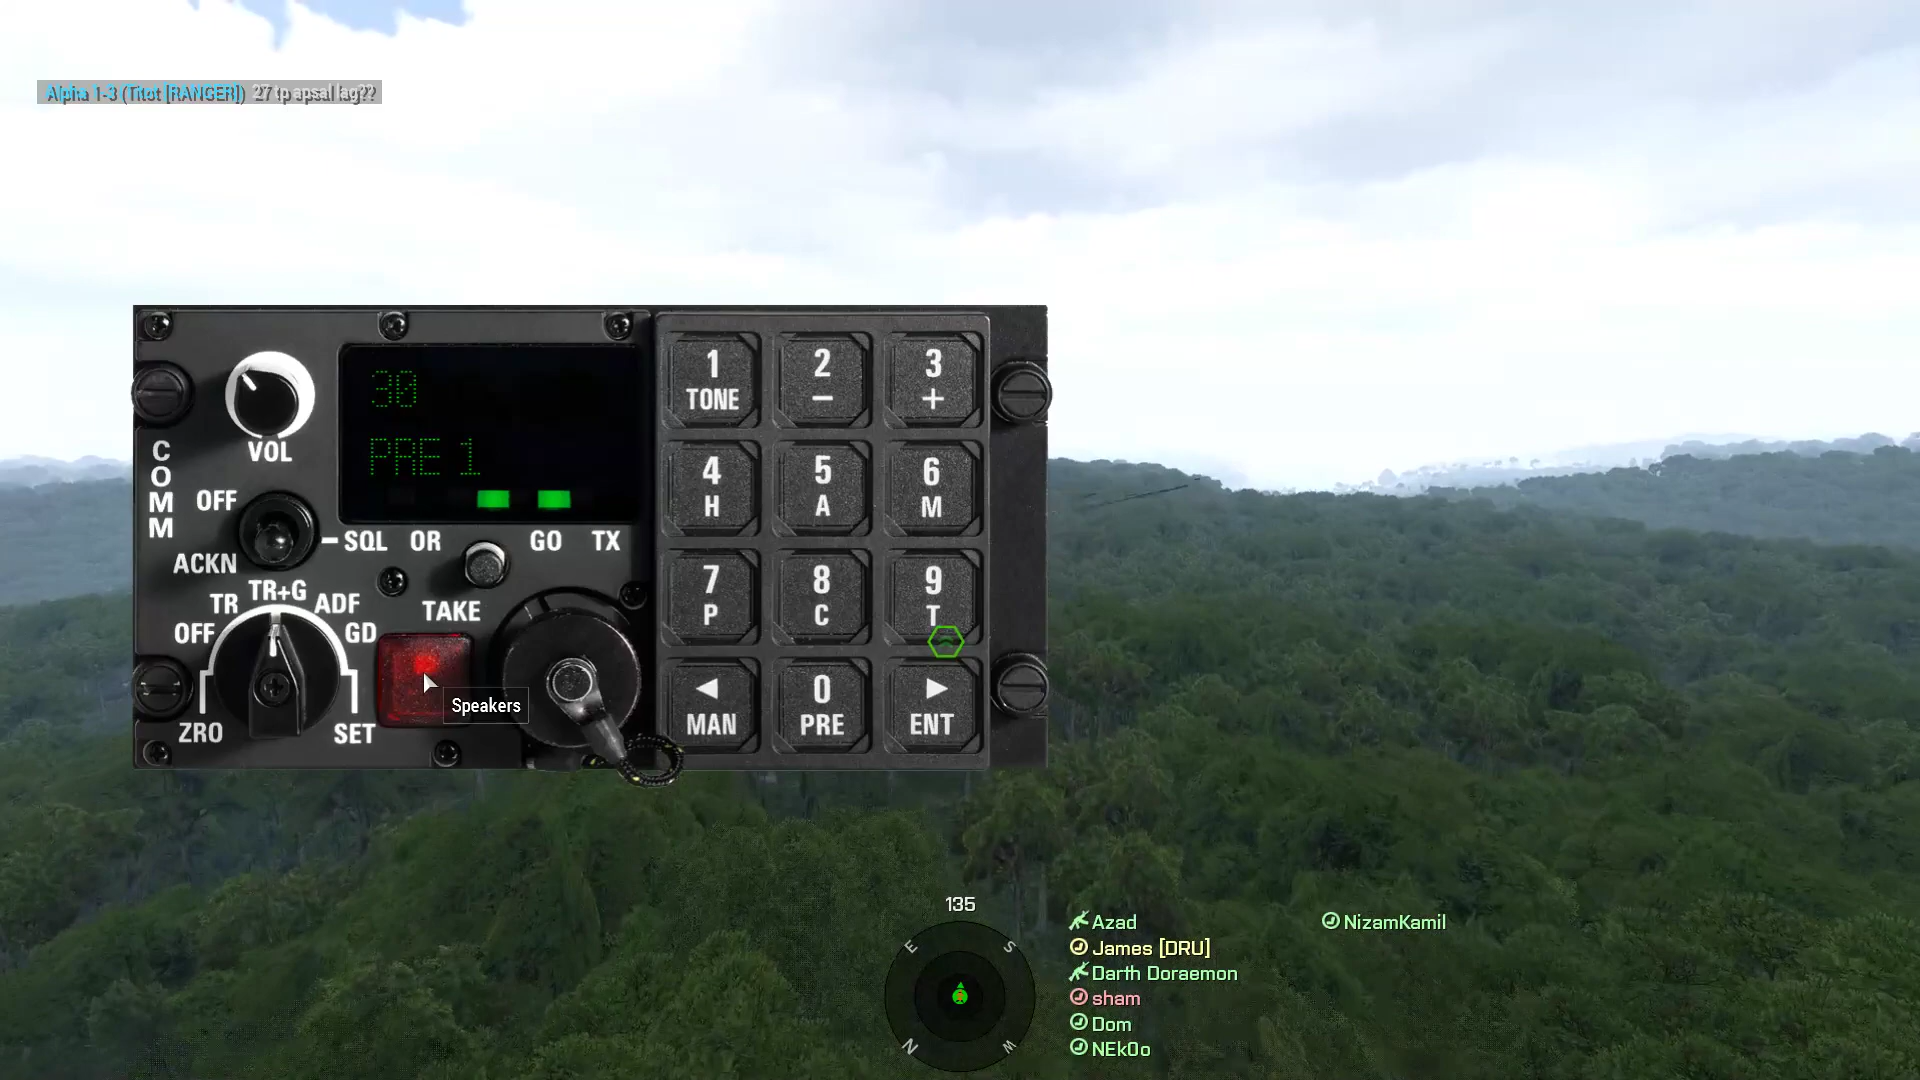 Alpha 1-3 (Titot [RANGER]) 27 tp apsal lag??
30
PRE 1
VOL
COMM
OFF
ACKN
SQL OR GO TX
TAKE
TR TR+G ADF
OFF GD
ZRO SET
Speakers
1 TONE
2 −
3 +
4 H
5 A
6 M
7 P
8 C
9 T
◀ MAN
0 PRE
▶ ENT
135
E S
N W
Azad
James [DRU]
Darth Doraemon
sham
Dom
NEk0o
NizamKamil